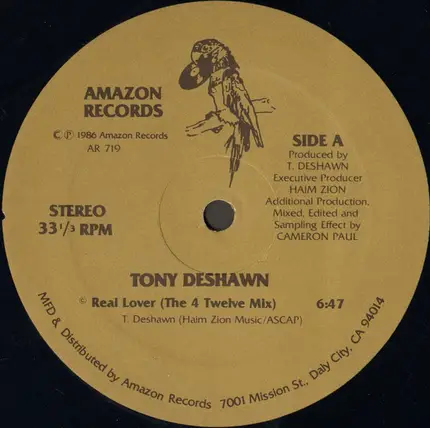 AMAZON
RECORDS
© ℗ 1986 Amazon Records
AR 719
STEREO
33 1/3 RPM
SIDE A
Produced by
T. DESHAWN
Executive Producer
HAIM ZION
Additional Production,
Mixed, Edited and
Sampling Effect by
CAMERON PAUL
TONY DESHAWN
© Real Lover (The 4 Twelve Mix) 6:47
T. Deshawn (Haim Zion Music/ASCAP)
MFD & Distributed by Amazon Records 7001 Mission St., Daly City, CA 94014